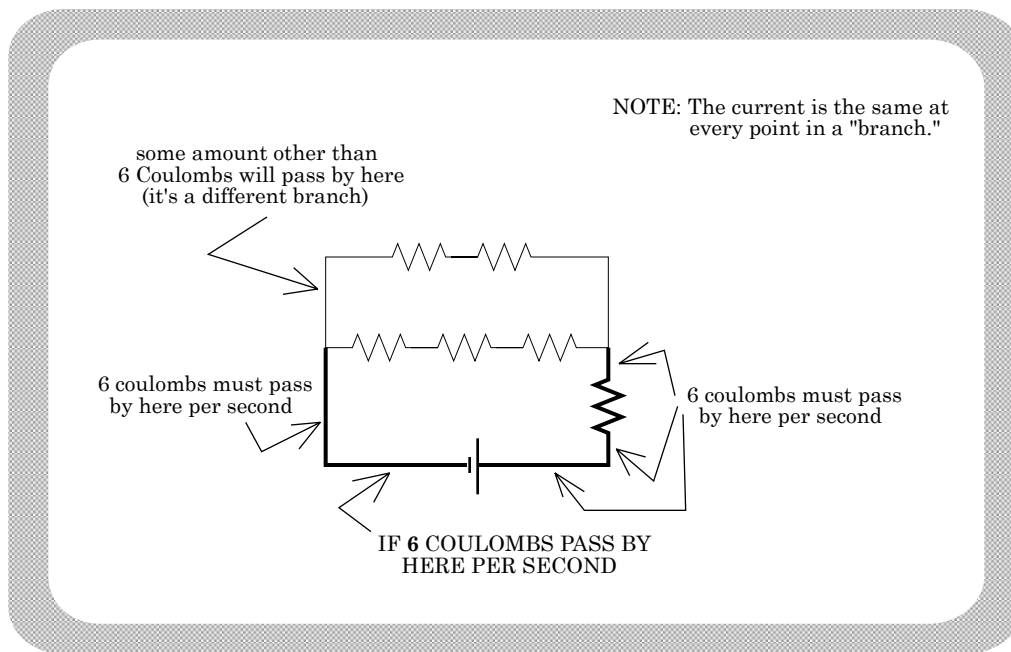 NOTE: The current is the same at
every point in a "branch."
some amount other than
6 Coulombs will pass by here
(it's a different branch)
6 coulombs must pass
by here per second
6 coulombs must pass
by here per second
IF 6 COULOMBS PASS BY
HERE PER SECOND